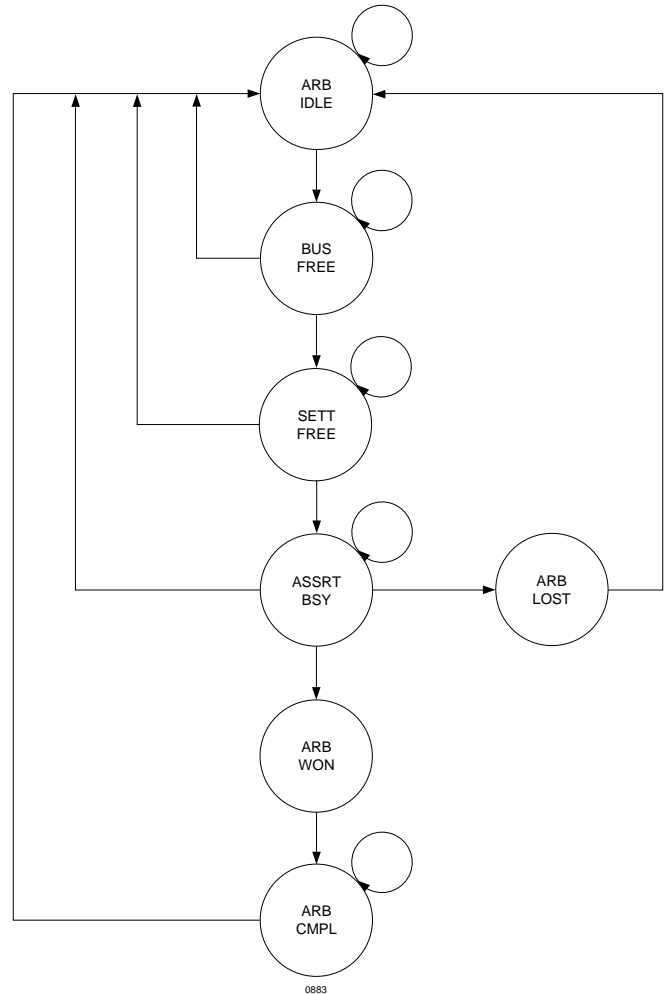 ARB
IDLE
BUS
FREE
SETT
FREE
ASSRT
BSY
ARB
LOST
ARB
WON
ARB
CMPL
0883